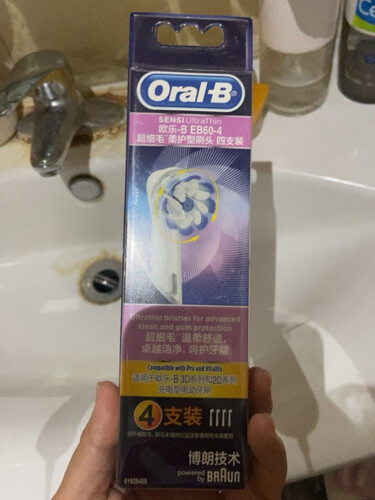 Oral-B
SENSI UltraThin
欧乐-B EB60-4
超细毛 柔护型刷头 四支装
Ultrathin bristles for advanced
clean and gum protection
超细毛 温柔舒适，
卓越洁净，呵护牙龈
Compatible with Pro and Vitality
适用于欧乐-B 3D系列和2D系列
充电型电动牙刷
4支装
博朗技术
powered by
BRAUN